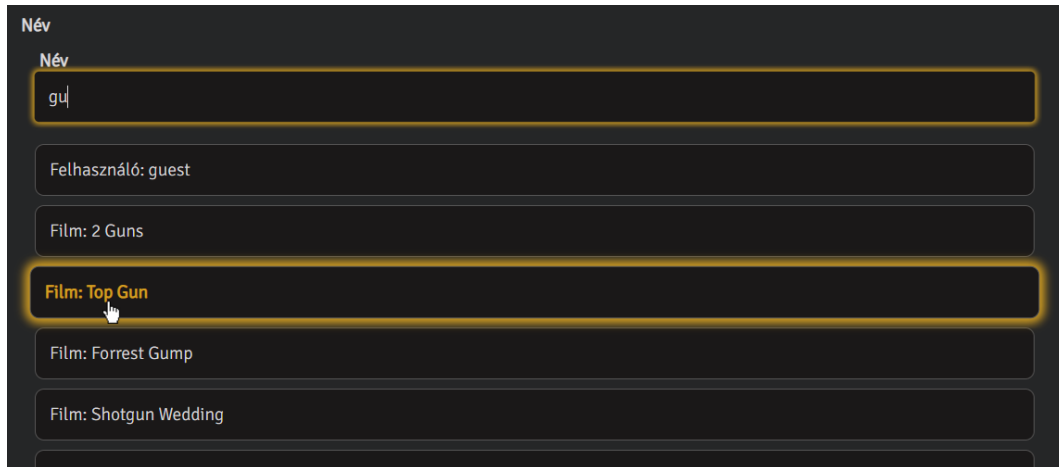 Név
Név
gu
Felhasználó: guest
Film: 2 Guns
Film: Top Gun
Film: Forrest Gump
Film: Shotgun Wedding